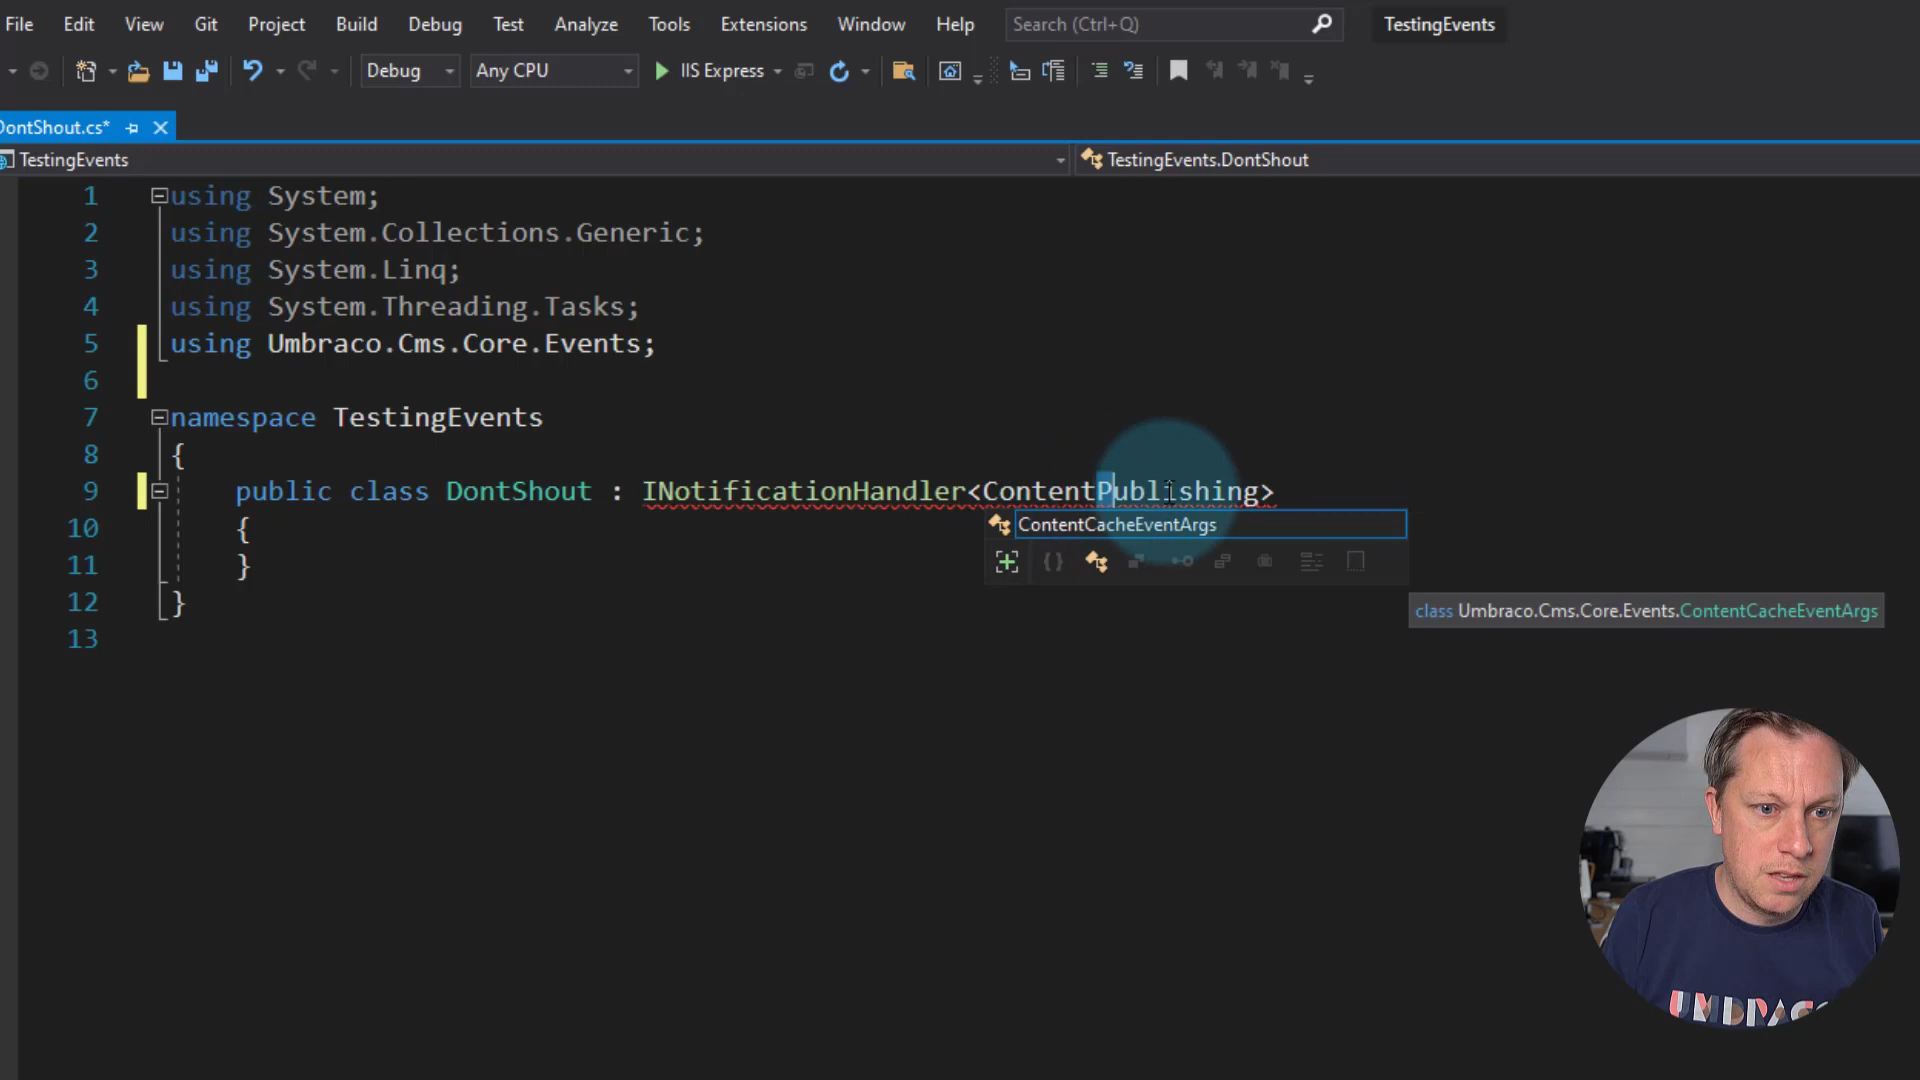 File Edit View Git Project Build Debug Test Analyze Tools Extensions Window Help Search (Ctrl+Q) TestingEvents
Debug Any CPU IIS Express
DontShout.cs*
TestingEvents TestingEvents.DontShout
1 using System;
2 using System.Collections.Generic;
3 using System.Linq;
4 using System.Threading.Tasks;
5 using Umbraco.Cms.Core.Events;
6
7 namespace TestingEvents
8 {
9 public class DontShout : INotificationHandler<ContentPublishing>
ContentCacheEventArgs
10 {
11 }
class Umbraco.Cms.Core.Events.ContentCacheEventArgs
12 }
13
UMBRACO